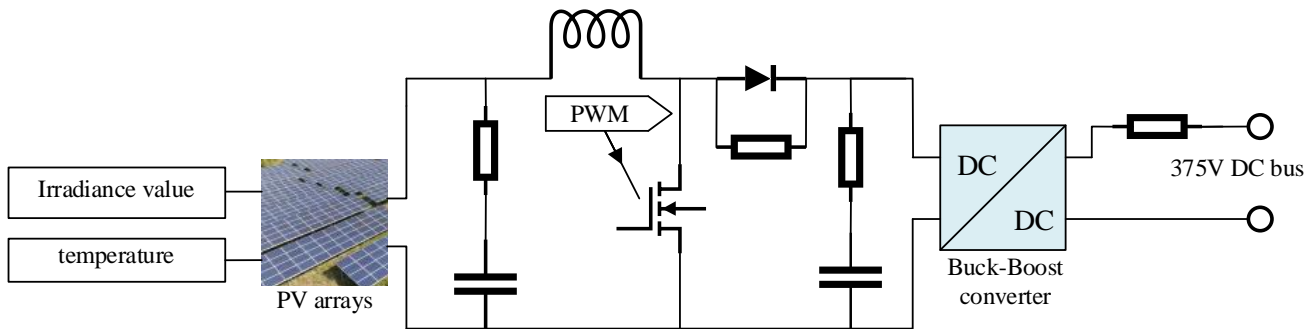 PWM
Irradiance value
temperature
PV arrays
DC
DC
Buck-Boost
converter
375V DC bus